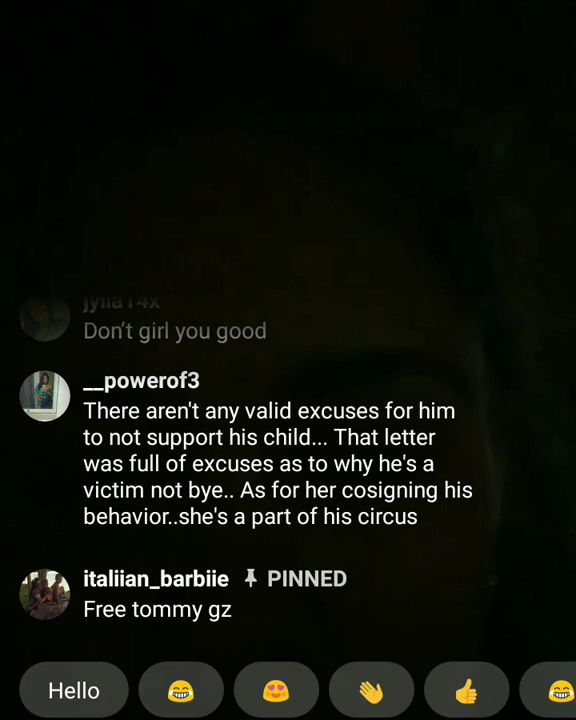 jylla14x
Don't girl you good
__powerof3
There aren't any valid excuses for him
to not support his child... That letter
was full of excuses as to why he's a
victim not bye.. As for her cosigning his
behavior..she's a part of his circus
italiian_barbiie PINNED
Free tommy gz
Hello